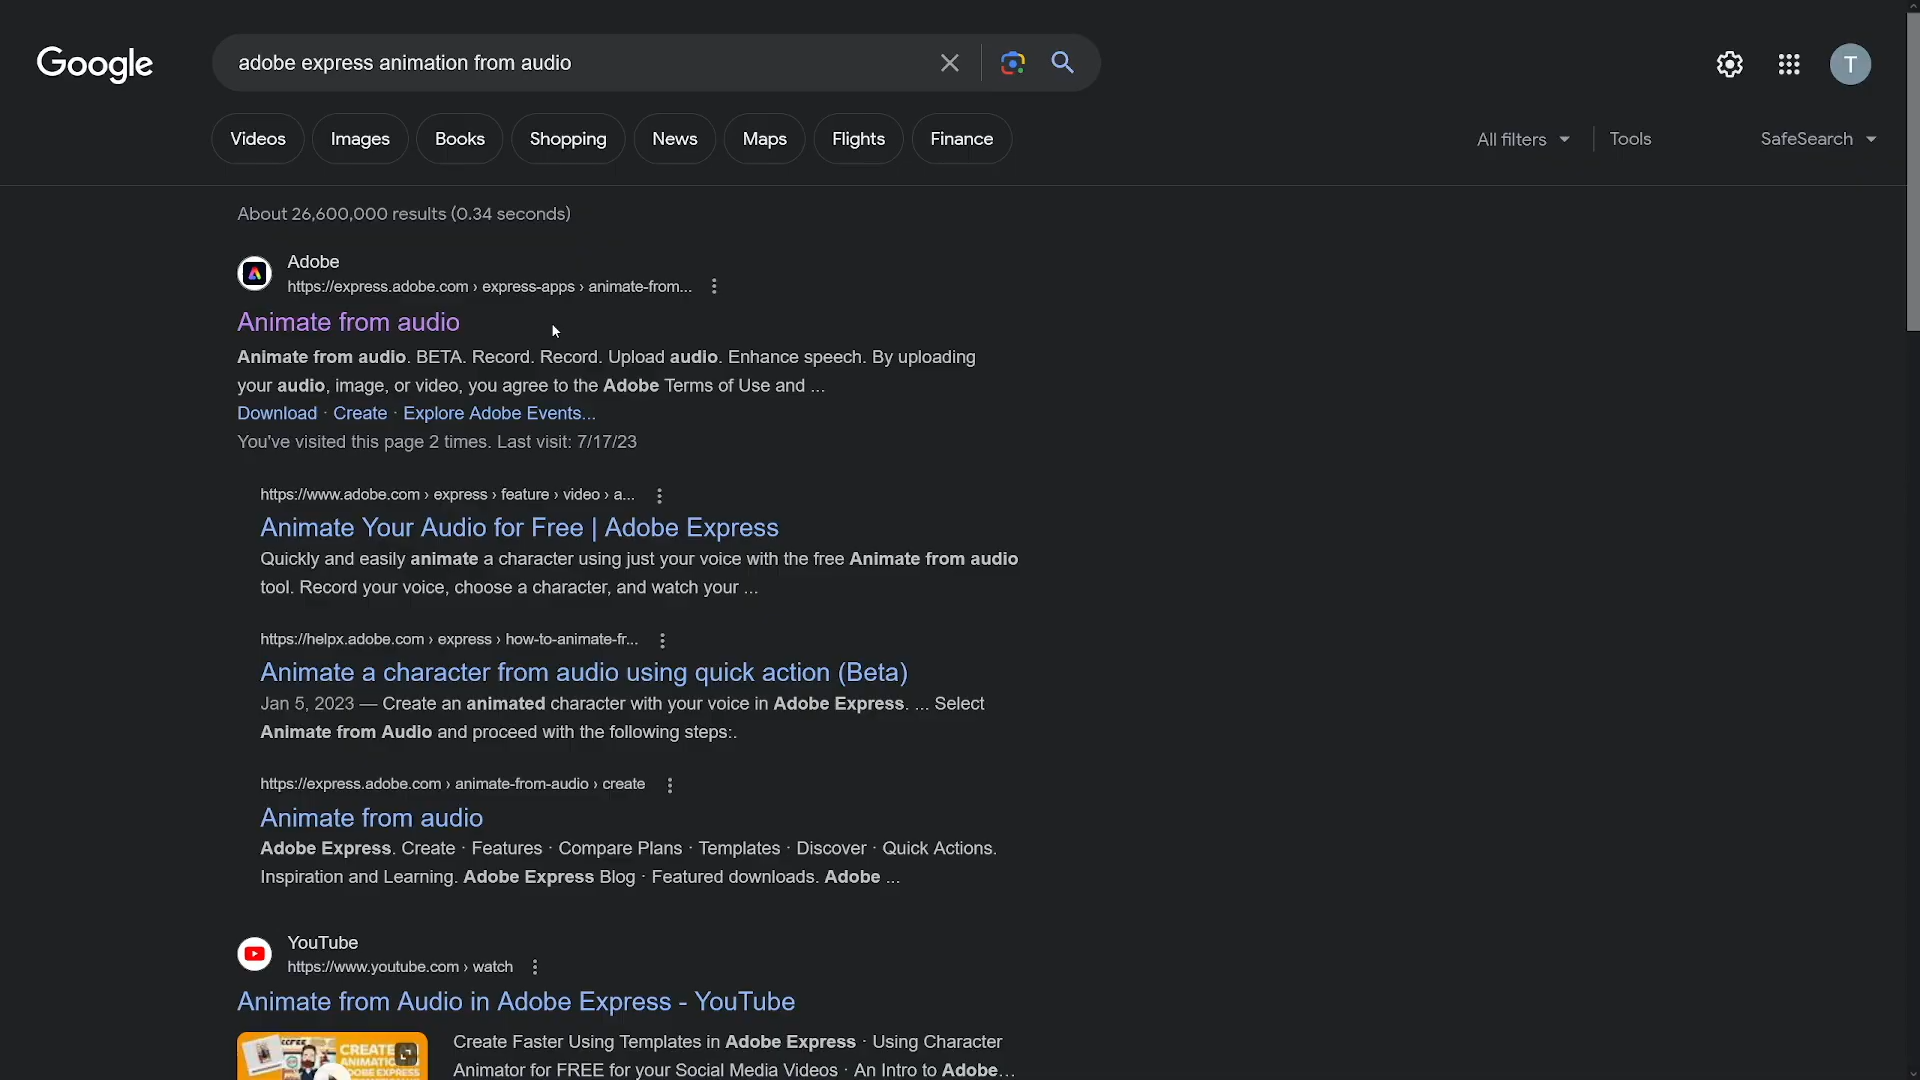 Google
adobe express animation from audio
T
Videos
Images
Books
Shopping
News
Maps
Flights
Finance
All filters
Tools
SafeSearch
About 26,600,000 results (0.34 seconds)
Adobe
https://express.adobe.com › express-apps › animate-from...
Animate from audio
Animate from audio. BETA. Record. Record. Upload audio. Enhance speech. By uploading
your audio, image, or video, you agree to the Adobe Terms of Use and ...
Download · Create · Explore Adobe Events...
You've visited this page 2 times. Last visit: 7/17/23
https://www.adobe.com › express › feature › video › a...
Animate Your Audio for Free | Adobe Express
Quickly and easily animate a character using just your voice with the free Animate from audio
tool. Record your voice, choose a character, and watch your ...
https://helpx.adobe.com › express › how-to-animate-fr...
Animate a character from audio using quick action (Beta)
Jan 5, 2023 — Create an animated character with your voice in Adobe Express. ... Select
Animate from Audio and proceed with the following steps:.
https://express.adobe.com › animate-from-audio › create
Animate from audio
Adobe Express. Create · Features · Compare Plans · Templates · Discover · Quick Actions.
Inspiration and Learning. Adobe Express Blog · Featured downloads. Adobe ...
YouTube
https://www.youtube.com › watch
Animate from Audio in Adobe Express - YouTube
CREATE
ANIMATIO
ADOBE EXPRESS
Create Faster Using Templates in Adobe Express · Using Character
Animator for FREE for your Social Media Videos · An Intro to Adobe...